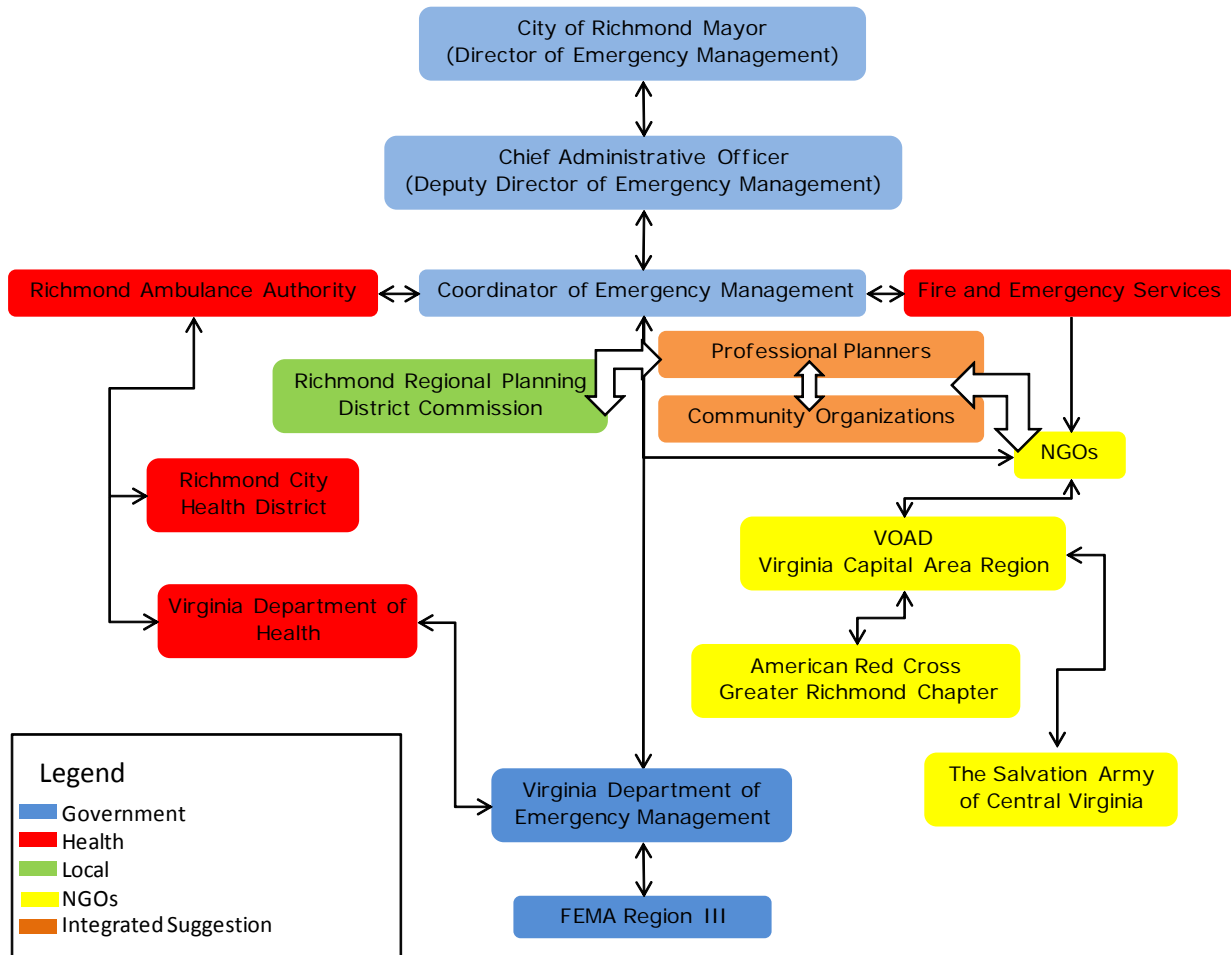 City of Richmond Mayor
(Director of Emergency Management)
Chief Administrative Officer
(Deputy Director of Emergency Management)
Richmond Ambulance Authority
Coordinator of Emergency Management
Fire and Emergency Services
Professional Planners
Richmond Regional Planning
District Commission
Community Organizations
NGOs
Richmond City
Health District
VOAD
Virginia Capital Area Region
Virginia Department of
Health
American Red Cross
Greater Richmond Chapter
Virginia Department of
Emergency Management
The Salvation Army
of Central Virginia
FEMA Region III
Legend
Government
Health
Local
NGOs
Integrated Suggestion